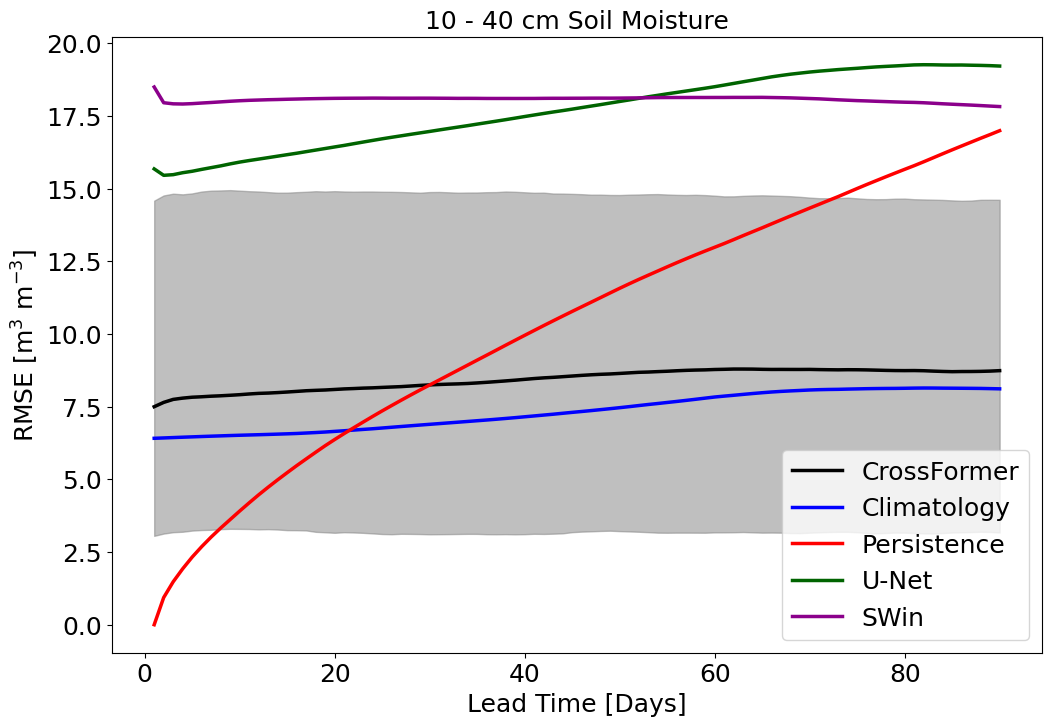 10 - 40 cm Soil Moisture
RMSE [m³ m⁻³]
20.0
17.5
15.0
12.5
10.0
7.5
5.0
2.5
0.0
0 20 40 60 80
Lead Time [Days]
CrossFormer
Climatology
Persistence
U-Net
SWin